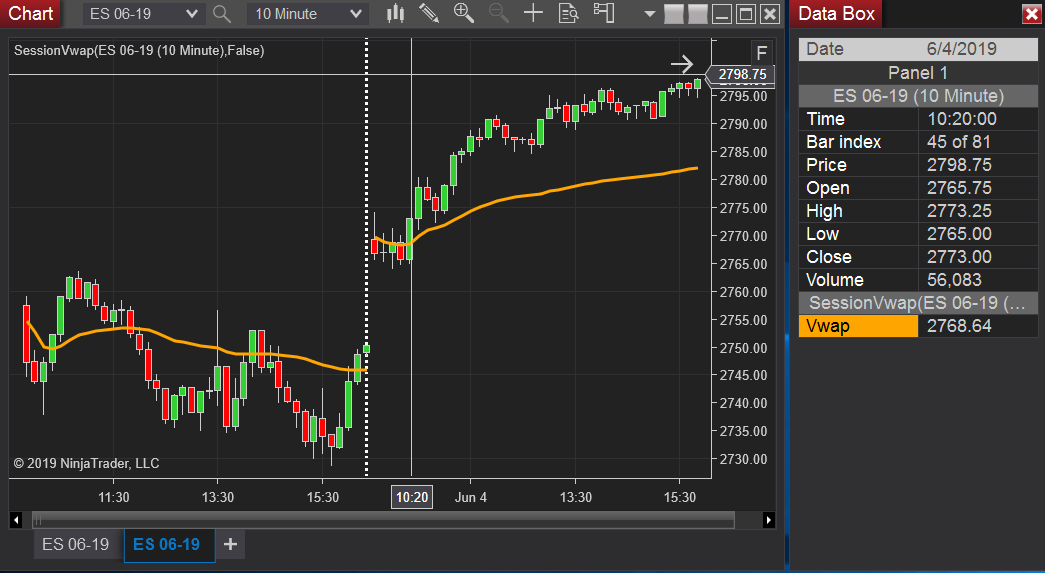 Chart
ES 06-19
10 Minute
SessionVwap(ES 06-19 (10 Minute),False)
F
2798.75
2795.00
2790.00
2785.00
2780.00
2775.00
2770.00
2765.00
2760.00
2755.00
2750.00
2745.00
2740.00
2735.00
2730.00
© 2019 NinjaTrader, LLC
11:30 13:30 15:30 10:20 Jun 4 13:30 15:30
ES 06-19 ES 06-19 +
Data Box
Date 6/4/2019
Panel 1
ES 06-19 (10 Minute)
Time 10:20:00
Bar index 45 of 81
Price 2798.75
Open 2765.75
High 2773.25
Low 2765.00
Close 2773.00
Volume 56,083
SessionVwap(ES 06-19 (...
Vwap 2768.64